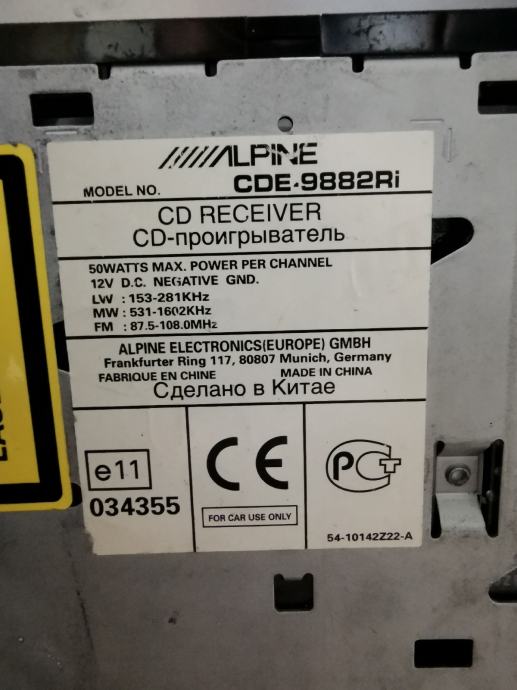 ALPINE
MODEL NO. CDE-9882Ri
CD RECEIVER
CD-проигрыватель
50WATTS MAX. POWER PER CHANNEL
12V D.C. NEGATIVE GND.
LW : 153-281KHz
MW : 531-1602KHz
FM : 87.5-108.0MHz
ALPINE ELECTRONICS(EUROPE) GMBH
Frankfurter Ring 117, 80807 Munich, Germany
FABRIQUE EN CHINE MADE IN CHINA
Сделано в Китае
e11
034355
CE
FOR CAR USE ONLY
РСТ
54-10142Z22-A